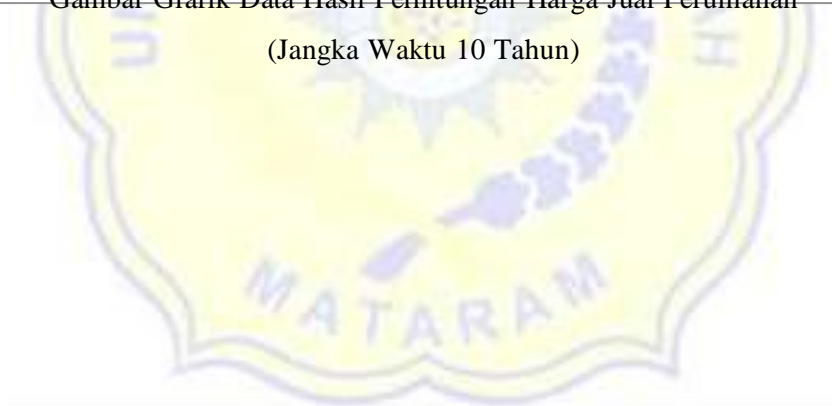 Gambar Grafik Data Hasil Perhitungan Harga Jual Perumahan
(Jangka Waktu 10 Tahun)
MATARAM